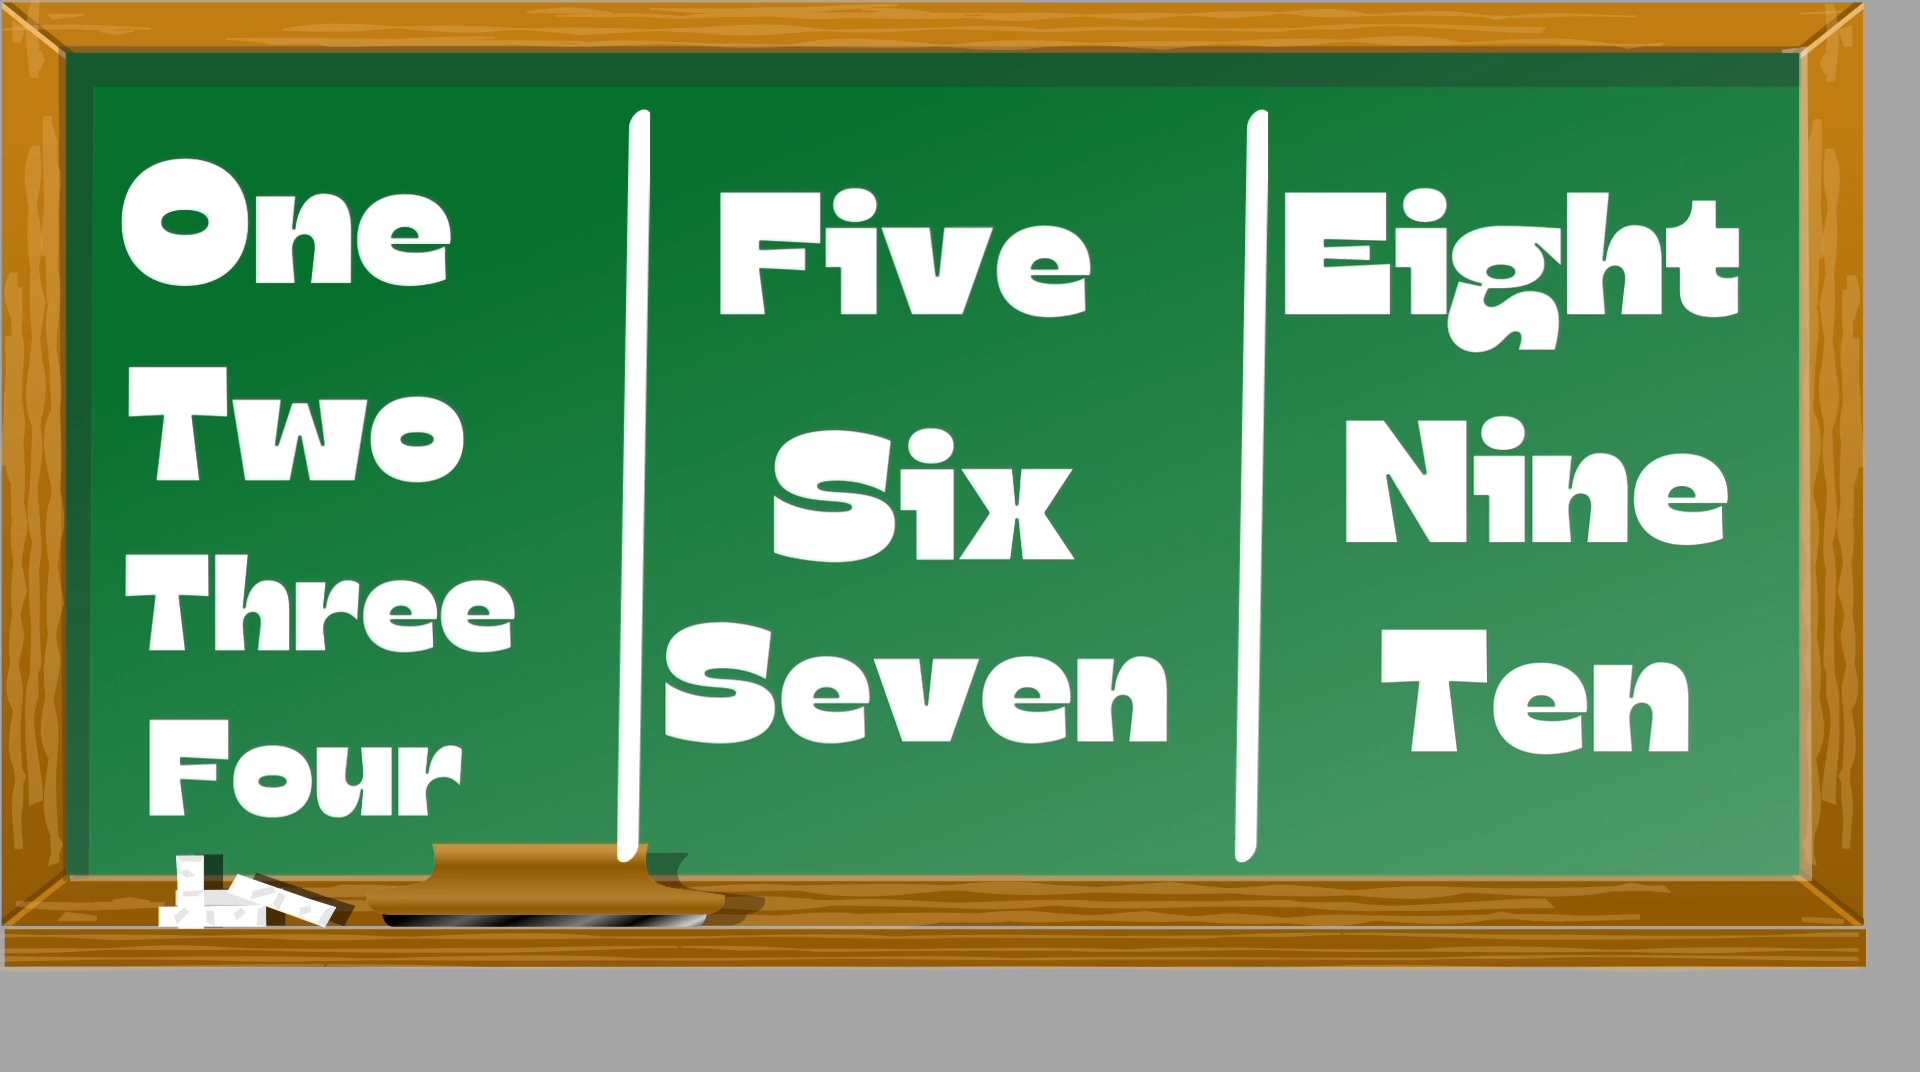 One
Two
Three
Four
Five
Six
Seven
Eight
Nine
Ten